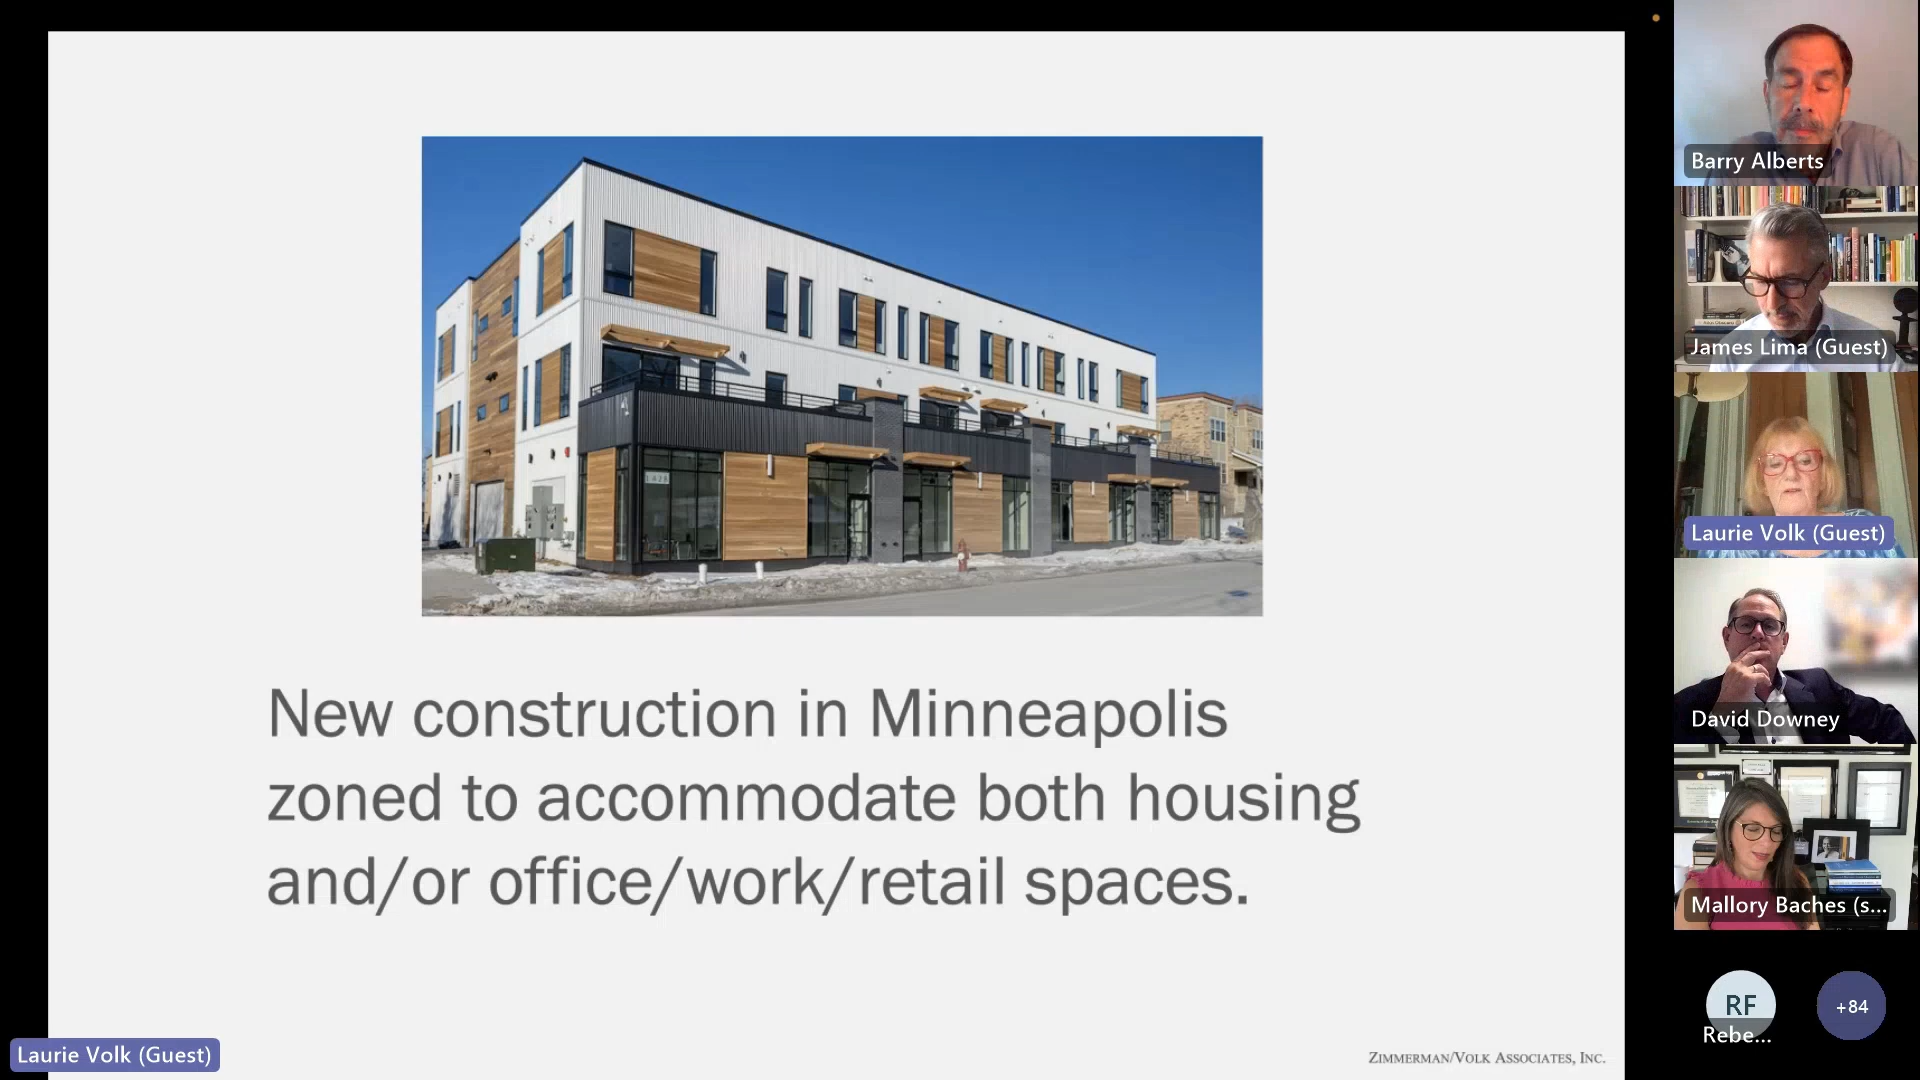 New construction in Minneapolis
zoned to accommodate both housing
and/or office/work/retail spaces.
ZIMMERMAN/VOLK ASSOCIATES, INC.
Laurie Volk (Guest)
Barry Alberts
James Lima (Guest)
Laurie Volk (Guest)
David Downey
Mallory Baches (s...
RF
Rebe...
+84